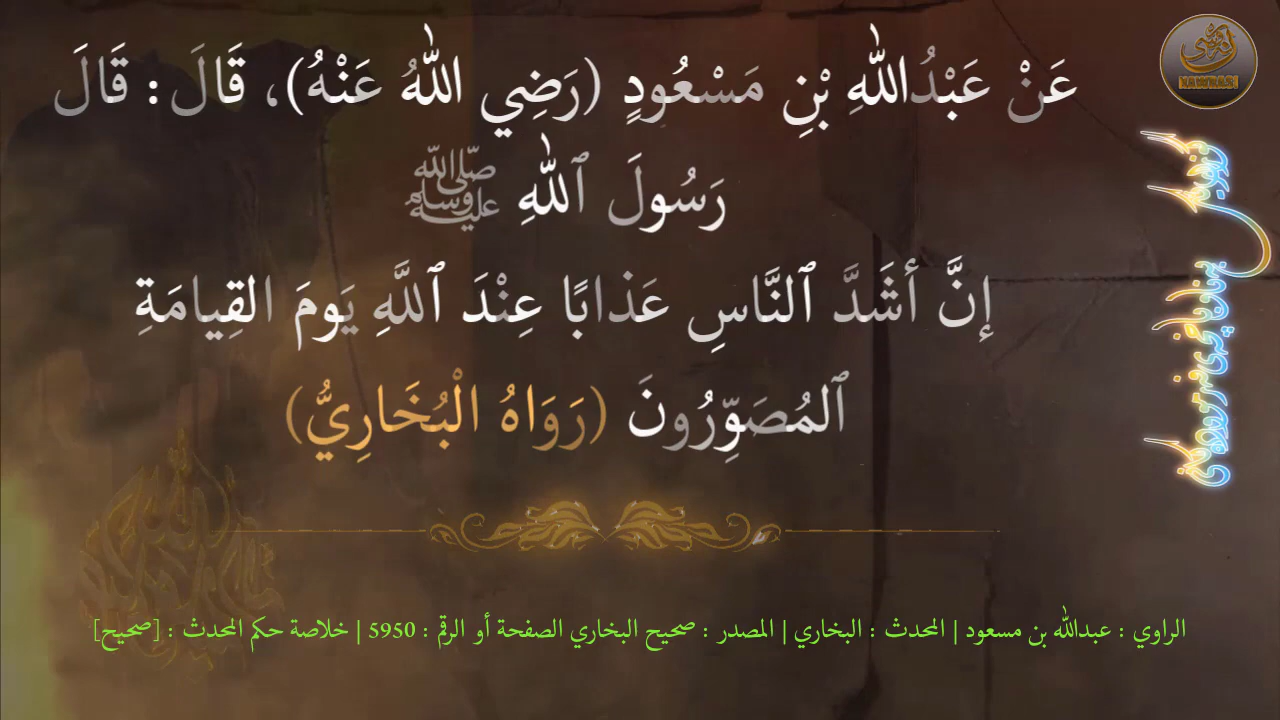 عَنْ عَبْدُاللهِ بْنِ مَسْعُودٍ (رَضِي اللهُ عَنْهُ)، قَالَ: قَالَ
رَسُولَ ٱللهِ ﷺ
إنَّ أشَدَّ ٱلنَّاسِ عَذابًا عِنْدَ ٱللَّهِ يَومَ القِيامَةِ
ٱلمُصَوِّرُونَ (رَوَاهُ الْبُخَارِيُّ)
الراوي : عبدالله بن مسعود | المحدث : البخاري | المصدر : صحيح البخاري الصفحة أو الرقم : 5950 | خلاصة حكم المحدث : [صحيح]